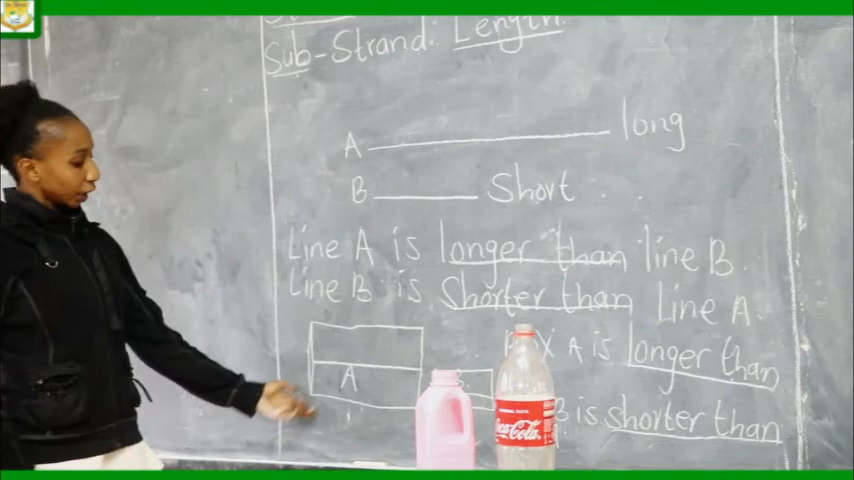 Sub-Strand: Length.
A long
B Short
Line A is longer than line B.
Line B is shorter than Line A.
A is longer than
A
B is shorter than
Coca-Cola